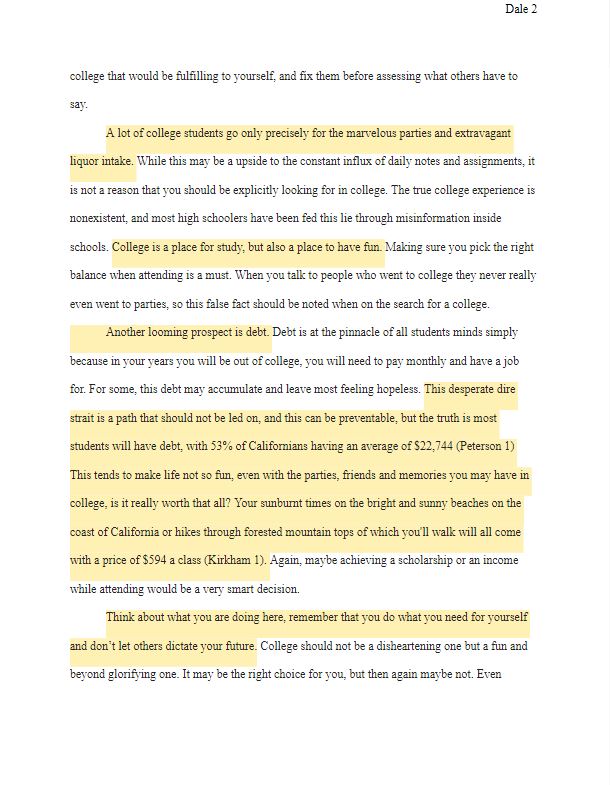 Dale 2
college that would be fulfilling to yourself, and fix them before assessing what others have to
say.
A lot of college students go only precisely for the marvelous parties and extravagant
liquor intake. While this may be a upside to the constant influx of daily notes and assignments, it
is not a reason that you should be explicitly looking for in college. The true college experience is
nonexistent, and most high schoolers have been fed this lie through misinformation inside
schools. College is a place for study, but also a place to have fun. Making sure you pick the right
balance when attending is a must. When you talk to people who went to college they never really
even went to parties, so this false fact should be noted when on the search for a college.
Another looming prospect is debt. Debt is at the pinnacle of all students minds simply
because in your years you will be out of college, you will need to pay monthly and have a job
for. For some, this debt may accumulate and leave most feeling hopeless. This desperate dire
strait is a path that should not be led on, and this can be preventable, but the truth is most
students will have debt, with 53% of Californians having an average of $22,744 (Peterson 1)
This tends to make life not so fun, even with the parties, friends and memories you may have in
college, is it really worth that all? Your sunburnt times on the bright and sunny beaches on the
coast of California or hikes through forested mountain tops of which you'll walk will all come
with a price of $594 a class (Kirkham 1). Again, maybe achieving a scholarship or an income
while attending would be a very smart decision.
Think about what you are doing here, remember that you do what you need for yourself
and don’t let others dictate your future. College should not be a disheartening one but a fun and
beyond glorifying one. It may be the right choice for you, but then again maybe not. Even